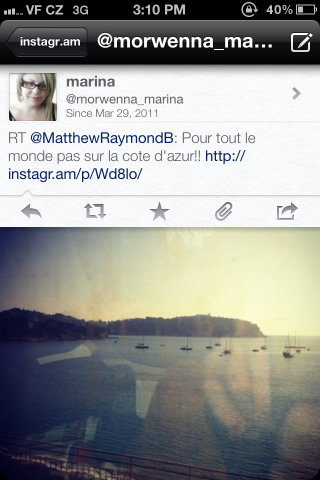 VF CZ 3G 3:10 PM 40%
instagr.am @morwenna_ma...
marina
@morwenna_marina
Since Mar 29, 2011
RT @MatthewRaymondB: Pour tout le
monde pas sur la cote d'azur!! http://
instagr.am/p/Wd8lo/